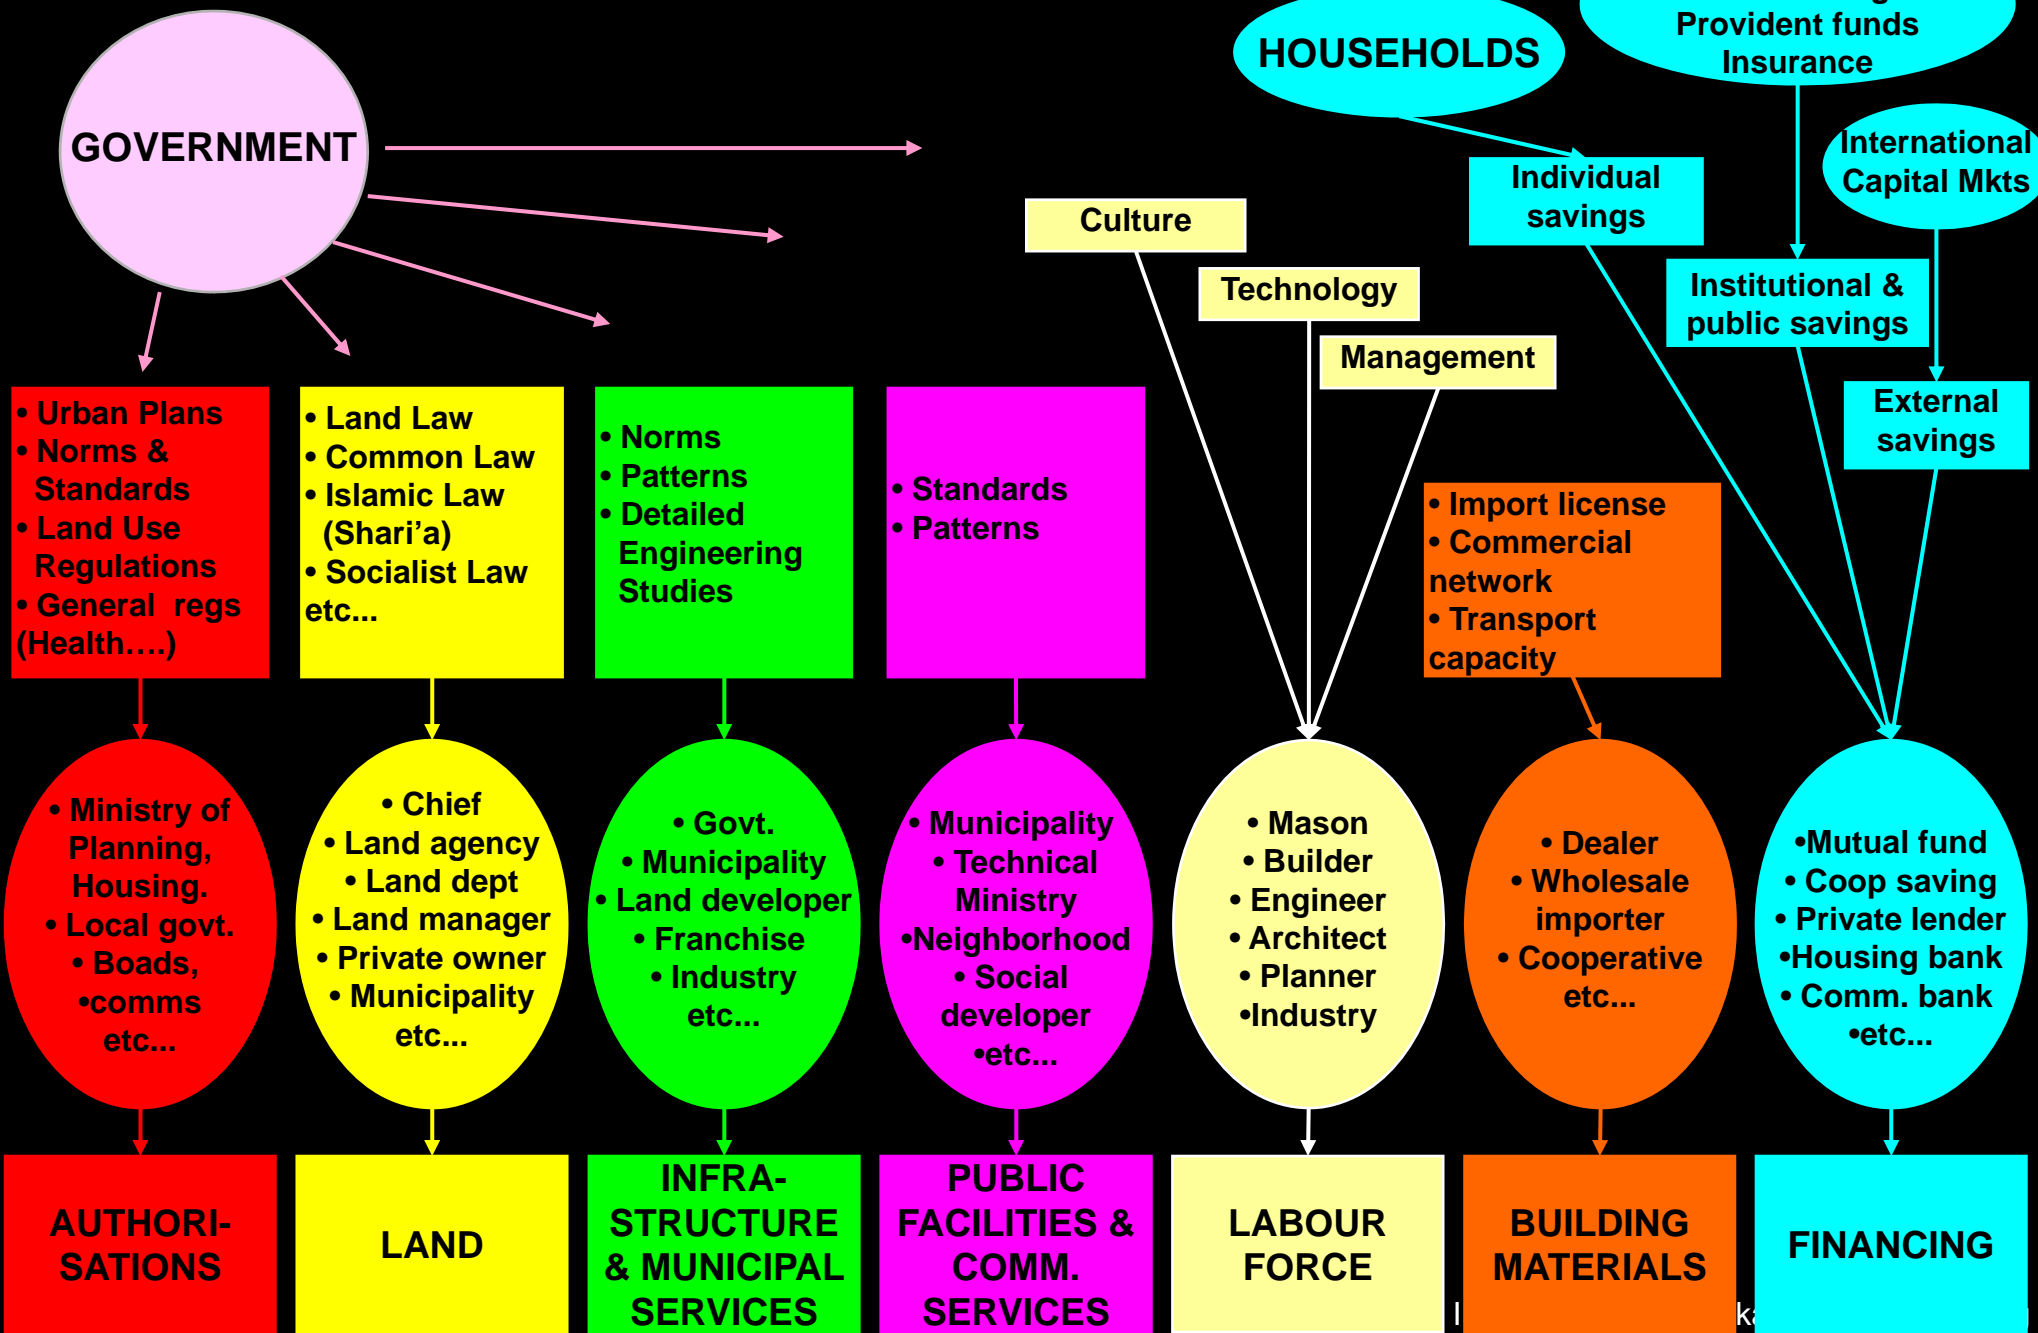 GOVERNMENT
HOUSEHOLDS
Provident funds
Insurance
International
Capital Mkts
Individual
savings
Institutional &
public savings
External
savings
Culture
Technology
Management
• Urban Plans
• Norms &
Standards
• Land Use
Regulations
• General regs
(Health….)
• Land Law
• Common Law
• Islamic Law
(Shari’a)
• Socialist Law
etc...
• Norms
• Patterns
• Detailed
Engineering
Studies
• Standards
• Patterns
• Import license
• Commercial
network
• Transport
capacity
• Ministry of
Planning,
Housing.
• Local govt.
• Boads,
•comms
etc...
• Chief
• Land agency
• Land dept
• Land manager
• Private owner
• Municipality
etc...
• Govt.
• Municipality
• Land developer
• Franchise
• Industry
etc...
• Municipality
• Technical
Ministry
•Neighborhood
• Social
developer
•etc...
• Mason
• Builder
• Engineer
• Architect
• Planner
•Industry
• Dealer
• Wholesale
importer
• Cooperative
etc...
•Mutual fund
• Coop saving
• Private lender
•Housing bank
• Comm. bank
•etc...
AUTHORI-
SATIONS
LAND
INFRA-
STRUCTURE
& MUNICIPAL
SERVICES
PUBLIC
FACILITIES &
COMM.
SERVICES
LABOUR
FORCE
BUILDING
MATERIALS
FINANCING